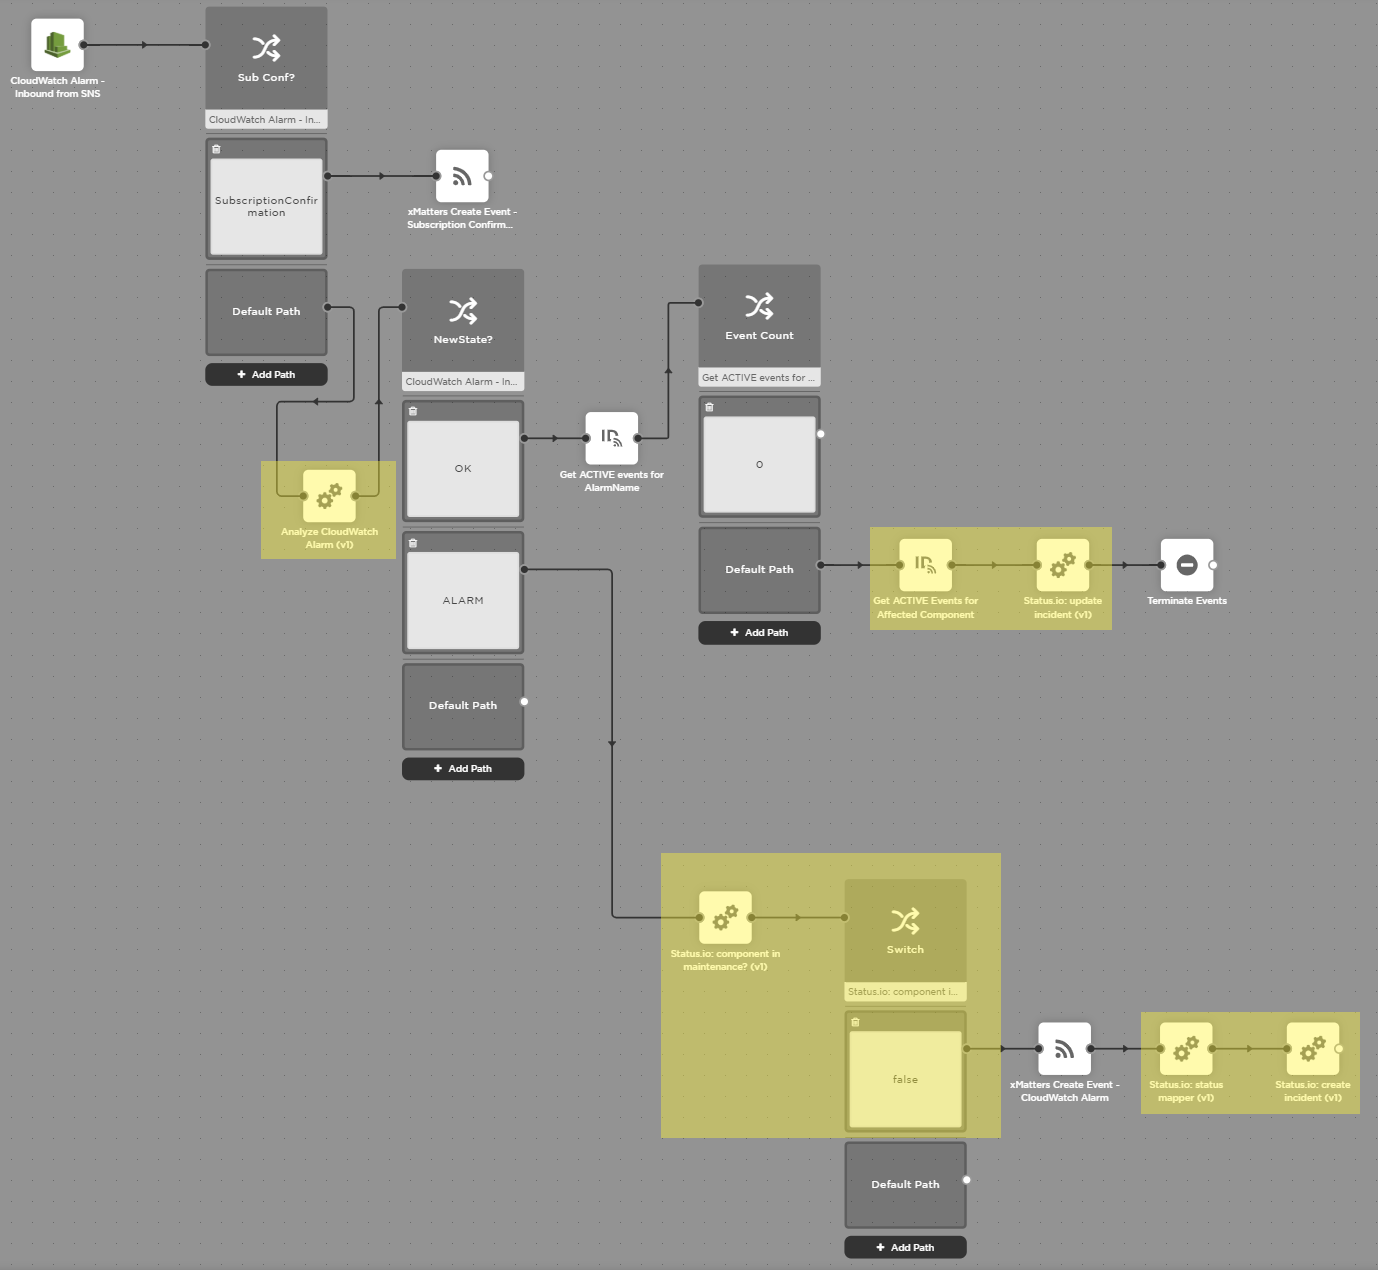 CloudWatch Alarm -
Inbound from SNS
Sub Conf?
CloudWatch Alarm - In...
SubscriptionConfir
mation
xMatters Create Event -
Subscription Confirm...
Default Path
Add Path
Analyze CloudWatch
Alarm (v1)
NewState?
CloudWatch Alarm - In...
OK
ALARM
Default Path
Add Path
Get ACTIVE events for
AlarmName
Event Count
Get ACTIVE events for ...
0
Default Path
Add Path
Get ACTIVE Events for
Affected Component
Status.io: update
incident (v1)
Terminate Events
Status.io: component in
maintenance? (v1)
Switch
Status.io: component i...
false
Default Path
Add Path
xMatters Create Event -
CloudWatch Alarm
Status.io: status
mapper (v1)
Status.io: create
incident (v1)